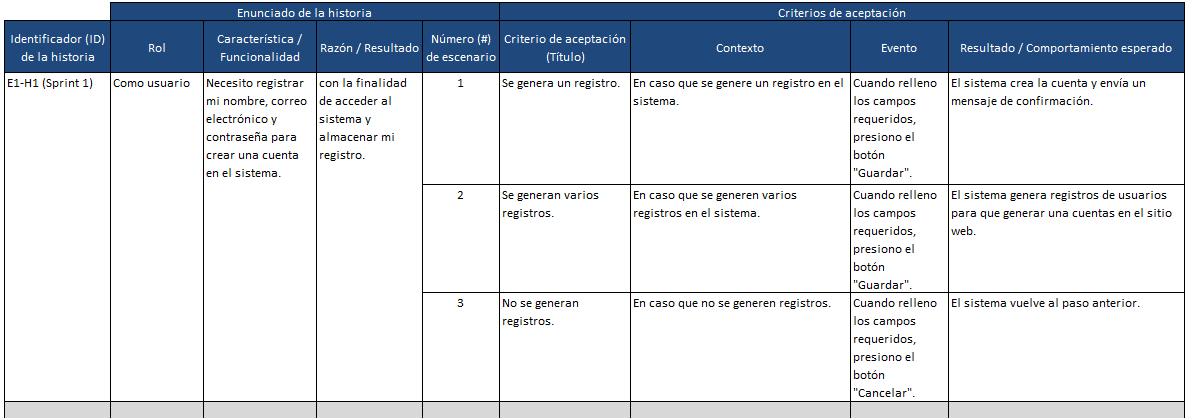 Enunciado de la historia
Criterios de aceptación
Identificador (ID)
de la historia
Rol
Característica /
Funcionalidad
Razón / Resultado
Número (#)
de escenario
Criterio de aceptación
(Título)
Contexto
Evento
Resultado / Comportamiento esperado
E1-H1 (Sprint 1)
Como usuario
Necesito registrar
mi nombre, correo
electrónico y
contraseña para
crear una cuenta
en el sistema.
con la finalidad
de acceder al
sistema y
almacenar mi
registro.
1
Se genera un registro.
En caso que se genere un registro en el
sistema.
Cuando relleno
los campos
requeridos,
presiono el
botón
"Guardar".
El sistema crea la cuenta y envía un
mensaje de confirmación.
2
Se generan varios
registros.
En caso que se generen varios
registros en el sistema.
Cuando relleno
los campos
requeridos,
presiono el
botón
"Guardar".
El sistema genera registros de usuarios
para que generar una cuentas en el sitio
web.
3
No se generan
registros.
En caso que no se generen registros.
Cuando relleno
los campos
requeridos,
presiono el
botón
"Cancelar".
El sistema vuelve al paso anterior.